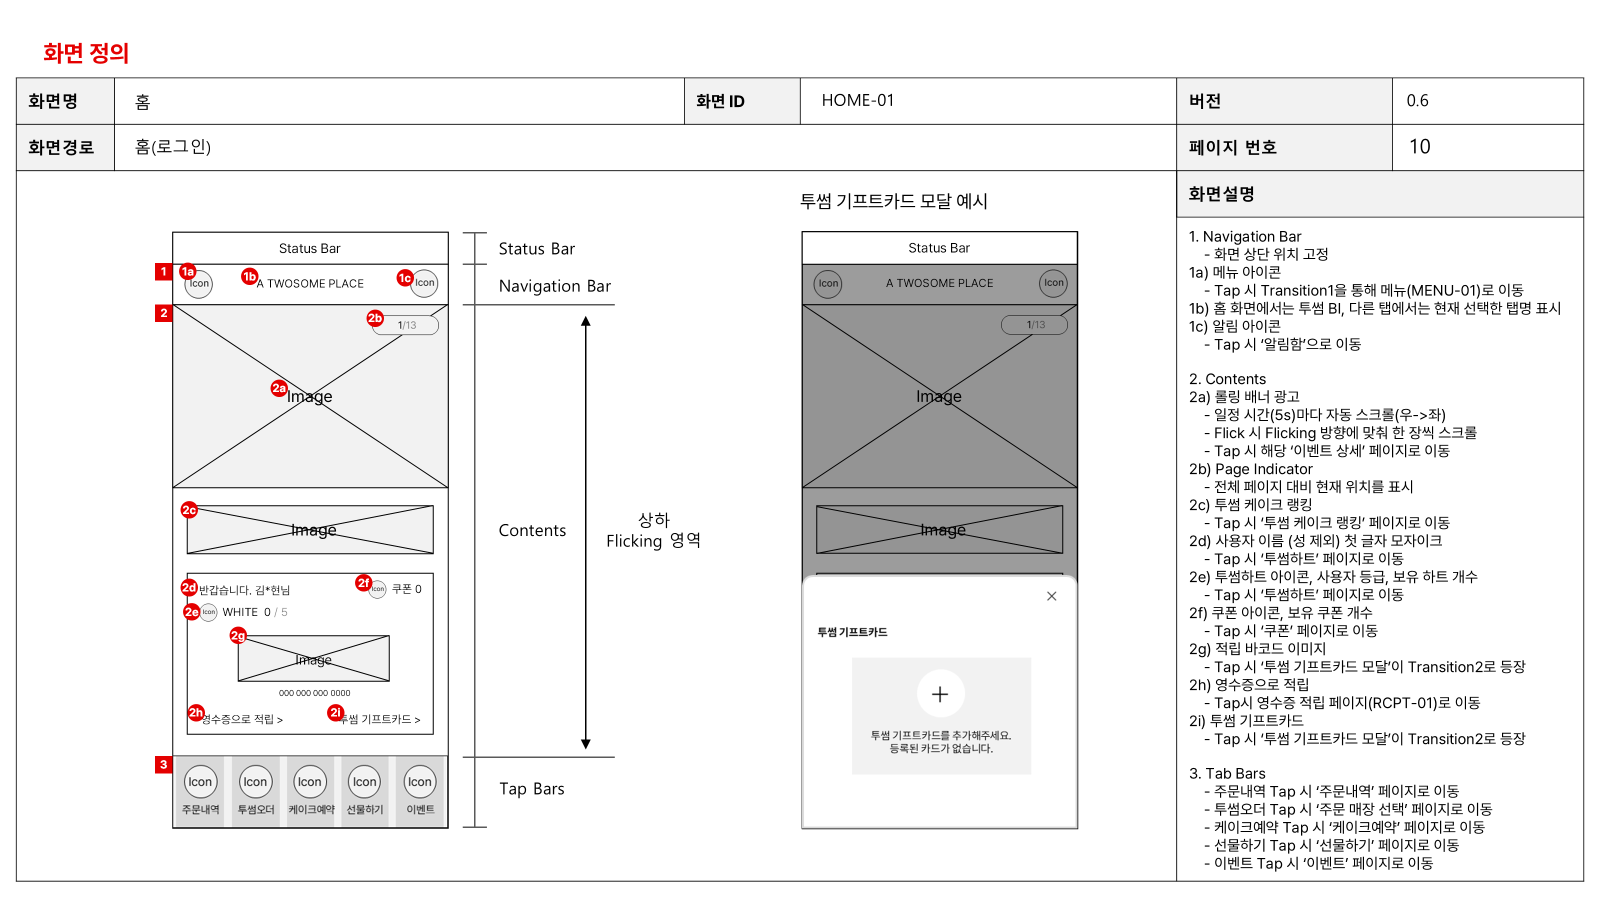 화면 정의
화면명 홈 화면 ID HOME-01 버전 0.6
화면경로 홈(로그인) 페이지 번호 10
Status Bar
1
1a
Icon
1b
A TWOSOME PLACE
1c
Icon
2
2b
1/13
2a
Image
2c
Image
2d
반갑습니다. 김*현님
2f
Icon
쿠폰 0
2e
Icon
WHITE 0 / 5
2g
Image
000 000 000 0000
2h
영수증으로 적립 >
2i
투썸 기프트카드 >
3
Icon Icon Icon Icon Icon
주문내역 투썸오더 케이크예약 선물하기 이벤트
Status Bar
Navigation Bar
Contents
상하
Flicking 영역
Tap Bars
투썸 기프트카드 모달 예시
Status Bar
Icon A TWOSOME PLACE Icon
1/13
Image
Image
투썸 기프트카드
투썸 기프트카드를 추가해주세요.
등록된 카드가 없습니다.
화면설명
1. Navigation Bar
- 화면 상단 위치 고정
1a) 메뉴 아이콘
- Tap 시 Transition1을 통해 메뉴(MENU-01)로 이동
1b) 홈 화면에서는 투썸 BI, 다른 탭에서는 현재 선택한 탭명 표시
1c) 알림 아이콘
- Tap 시 ‘알림함’으로 이동
2. Contents
2a) 롤링 배너 광고
- 일정 시간(5s)마다 자동 스크롤(우->좌)
- Flick 시 Flicking 방향에 맞춰 한 장씩 스크롤
- Tap 시 해당 ‘이벤트 상세’ 페이지로 이동
2b) Page Indicator
- 전체 페이지 대비 현재 위치를 표시
2c) 투썸 케이크 랭킹
- Tap 시 ‘투썸 케이크 랭킹’ 페이지로 이동
2d) 사용자 이름 (성 제외) 첫 글자 모자이크
- Tap 시 ‘투썸하트’ 페이지로 이동
2e) 투썸하트 아이콘, 사용자 등급, 보유 하트 개수
- Tap 시 ‘투썸하트’ 페이지로 이동
2f) 쿠폰 아이콘, 보유 쿠폰 개수
- Tap 시 ‘쿠폰’ 페이지로 이동
2g) 적립 바코드 이미지
- Tap 시 ‘투썸 기프트카드 모달’이 Transition2로 등장
2h) 영수증으로 적립
- Tap시 영수증 적립 페이지(RCPT-01)로 이동
2i) 투썸 기프트카드
- Tap 시 ‘투썸 기프트카드 모달’이 Transition2로 등장
3. Tab Bars
- 주문내역 Tap 시 ‘주문내역’ 페이지로 이동
- 투썸오더 Tap 시 ‘주문 매장 선택’ 페이지로 이동
- 케이크예약 Tap 시 ‘케이크예약’ 페이지로 이동
- 선물하기 Tap 시 ‘선물하기’ 페이지로 이동
- 이벤트 Tap 시 ‘이벤트’ 페이지로 이동